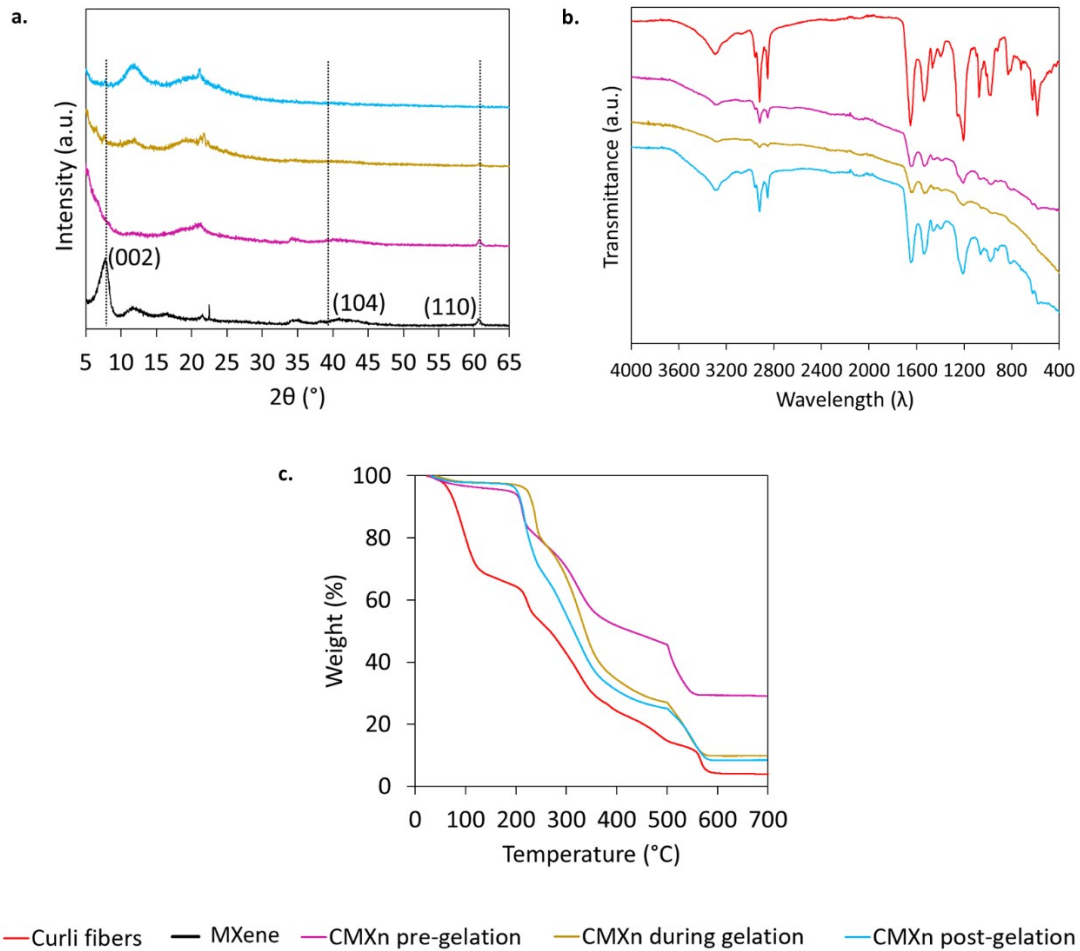 a.
Intensity (a.u.)
(002)
(104)
(110)
5 10 15 20 25 30 35 40 45 50 55 60 65
2θ (°)
b.
Transmittance (a.u.)
4000 3600 3200 2800 2400 2000 1600 1200 800 400
Wavelength (λ)
c.
Weight (%)
100
80
60
40
20
0
0 100 200 300 400 500 600 700
Temperature (°C)
Curli fibers MXene CMXn pre-gelation CMXn during gelation CMXn post-gelation